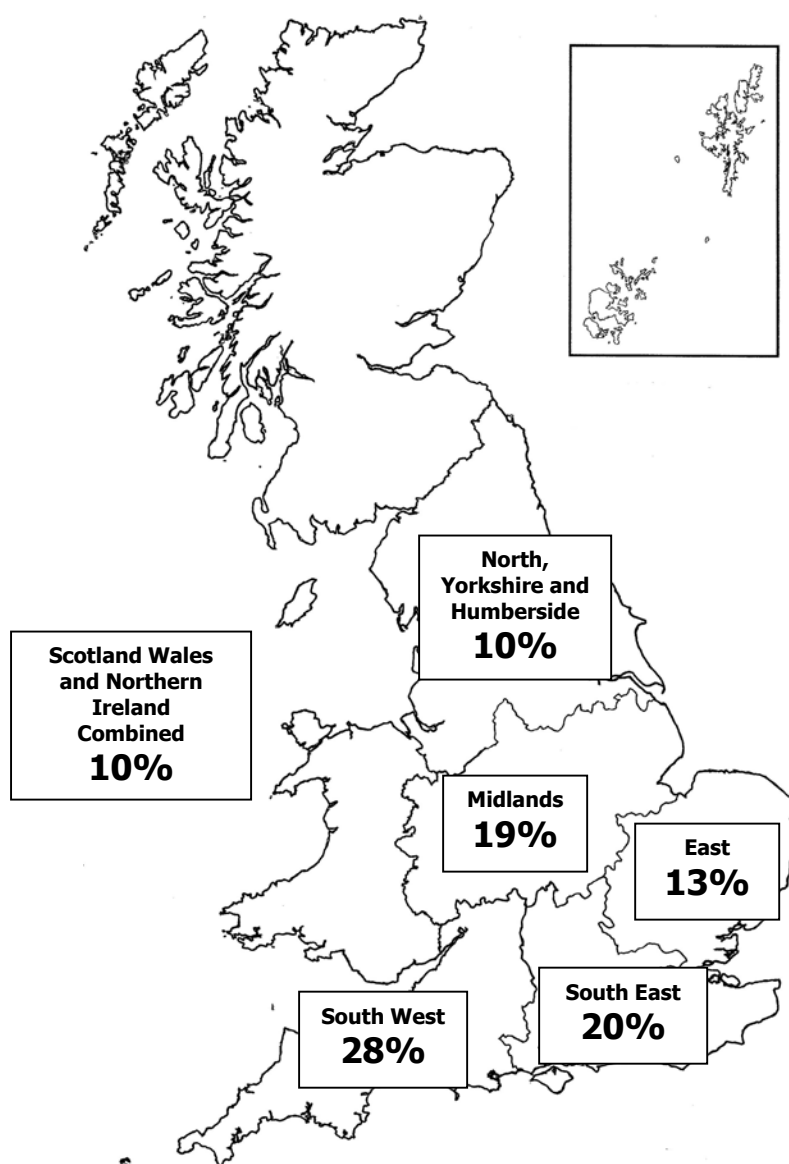 North,
Yorkshire and
Humberside
10%
Scotland Wales
and Northern
Ireland
Combined
10%
Midlands
19%
East
13%
South East
20%
South West
28%